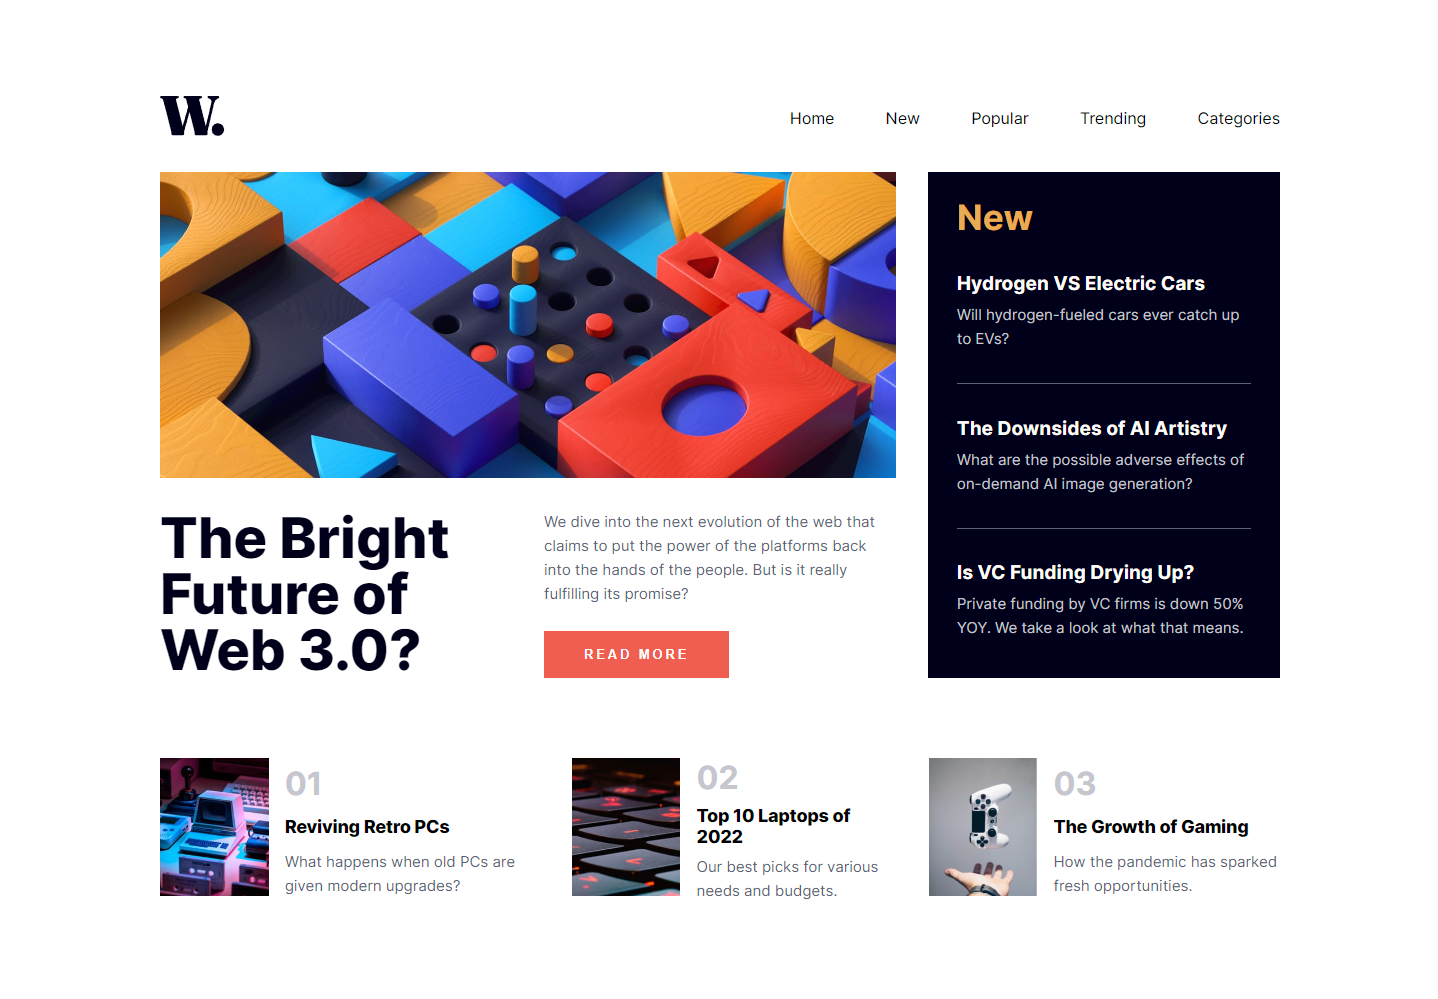 W.
Home New Popular Trending Categories
The Bright
Future of
Web 3.0?
We dive into the next evolution of the web that
claims to put the power of the platforms back
into the hands of the people. But is it really
fulfilling its promise?
READ MORE
New
Hydrogen VS Electric Cars
Will hydrogen-fueled cars ever catch up
to EVs?
The Downsides of AI Artistry
What are the possible adverse effects of
on-demand AI image generation?
Is VC Funding Drying Up?
Private funding by VC firms is down 50%
YOY. We take a look at what that means.
01
Reviving Retro PCs
What happens when old PCs are
given modern upgrades?
02
Top 10 Laptops of
2022
Our best picks for various
needs and budgets.
03
The Growth of Gaming
How the pandemic has sparked
fresh opportunities.